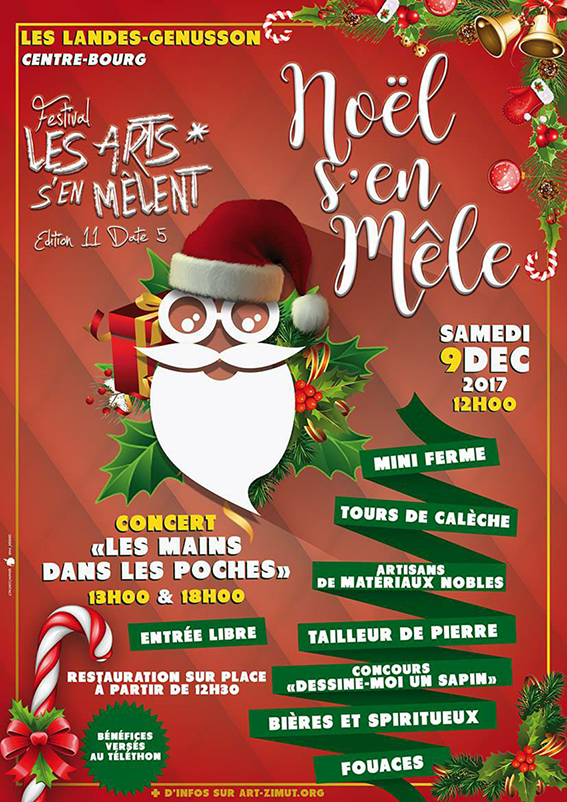 LES LANDES-GENUSSON
CENTRE-BOURG
Festival
LES ARTS*
S'EN MÊLENT
Edition 11 Date 5
Noël
s'en
Mêle
SAMEDI
9 DEC
2017
12H00
MINI FERME
TOURS DE CALÈCHE
ARTISANS
DE MATÉRIAUX NOBLES
TAILLEUR DE PIERRE
CONCOURS
«DESSINE-MOI UN SAPIN»
BIÈRES ET SPIRITUEUX
FOUACES
CONCERT
«LES MAINS
DANS LES POCHES»
13H00 & 18H00
ENTRÉE LIBRE
RESTAURATION SUR PLACE
À PARTIR DE 12H30
BÉNÉFICES
VERSÉS
AU TÉLÉTHON
+ D'INFOS SUR ART-ZIMUT.ORG